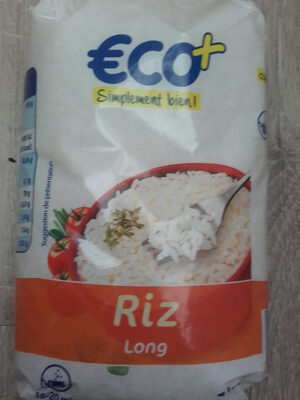 €CO+
Simplement bien!
Suggestion de présentation
Riz
Long